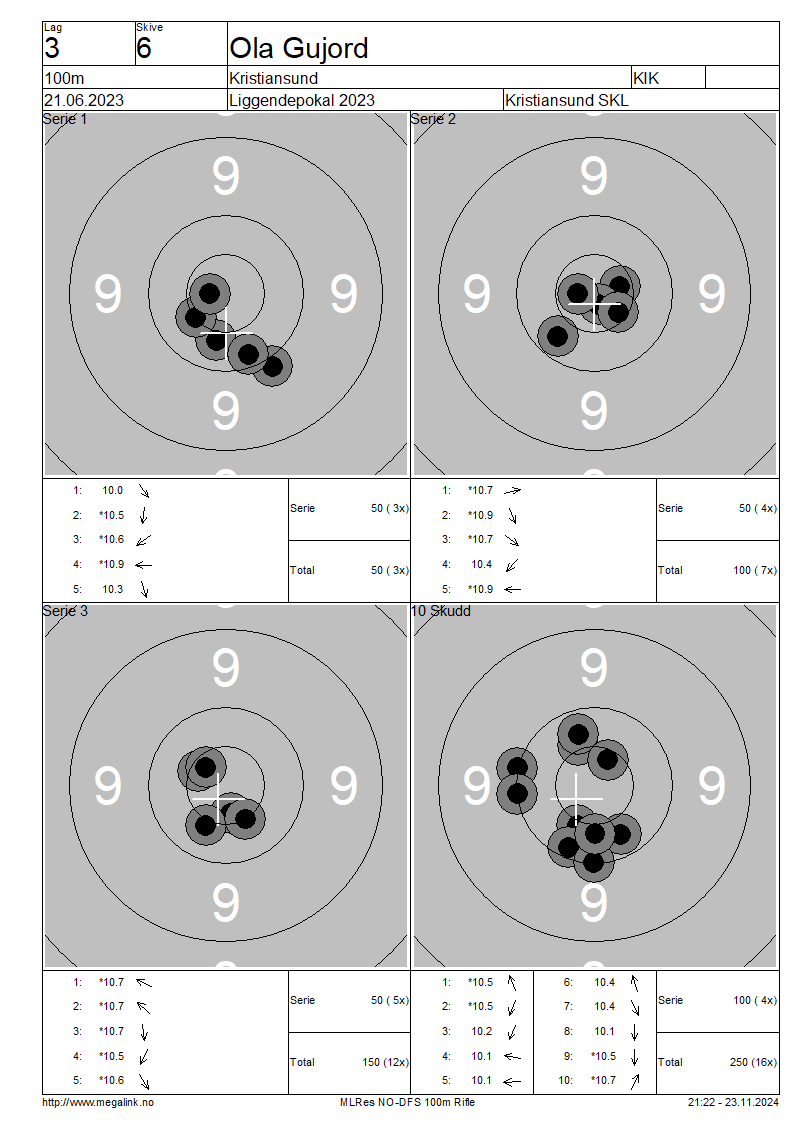 Lag Skive
3 6 Ola Gujord
100m Kristiansund KIK
21.06.2023 Liggendepokal 2023 Kristiansund SKL
Serie 1 Serie 2
9 9
9 9 9 9
9 9
1: 10.0
2: *10.5
3: *10.6
4: *10.9
5: 10.3
Serie 50 ( 3x)
Total 50 ( 3x)
1: *10.7
2: *10.9
3: *10.7
4: 10.4
5: *10.9
Serie 50 ( 4x)
Total 100 ( 7x)
Serie 3 10 Skudd
9 9
9 9 9 9
9 9
1: *10.7
2: *10.7
3: *10.7
4: *10.5
5: *10.6
Serie 50 ( 5x)
Total 150 (12x)
1: *10.5
2: *10.5
3: 10.2
4: 10.1
5: 10.1
6: 10.4
7: 10.4
8: 10.1
9: *10.5
10: *10.7
Serie 100 ( 4x)
Total 250 (16x)
http://www.megalink.no MLRes NO-DFS 100m Rifle 21:22 - 23.11.2024